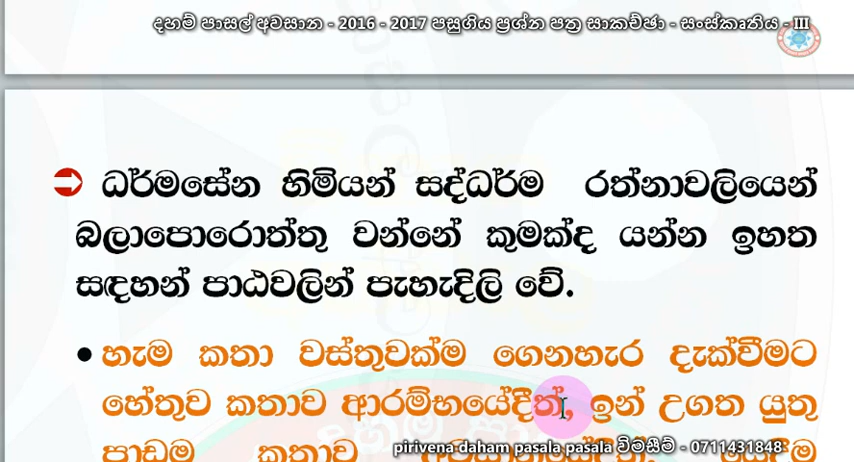 දහම් පාසල් අවසාන - 2016 - 2017 පසුගිය ප්‍රශ්න පත්‍ර සාකච්ඡා - සංස්කෘතිය - III
ධර්මසේන හිමියන් සද්ධර්ම රත්නාවලියෙන්
බලාපොරොත්තු වන්නේ කුමක්ද යන්න ඉහත
සඳහන් පාඨවලින් පැහැදිලි වේ.
• හැම කතා වස්තුවක්ම ගෙනහැර දැක්වීමට
හේතුව කතාව ආරම්භයේදීත්, ඉන් උගත යුතු
පාඩම කතාව
pirivena daham pasala pasala විමසීම් - 0711431848